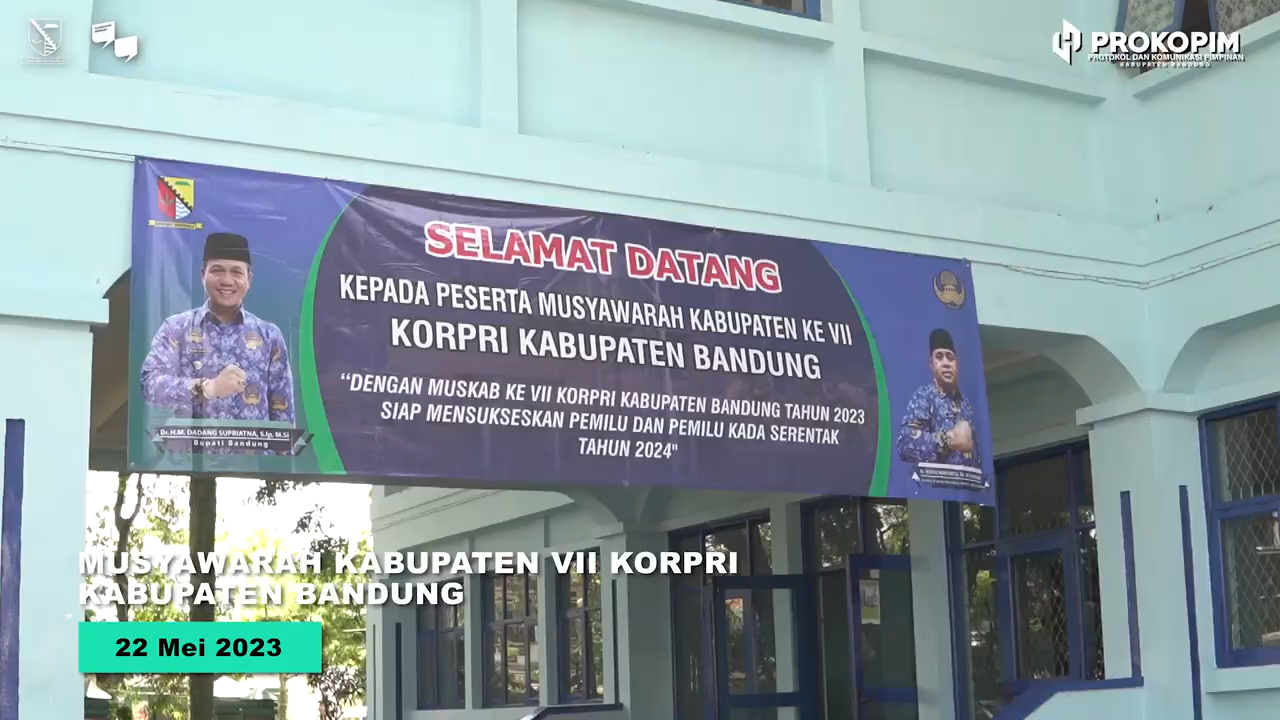 PROKOPIM
PROTOKOL DAN KOMUNIKASI PIMPINAN
KABUPATEN BANDUNG
SELAMAT DATANG
KEPADA PESERTA MUSYAWARAH KABUPATEN KE VII
KORPRI KABUPATEN BANDUNG
“DENGAN MUSKAB KE VII KORPRI KABUPATEN BANDUNG TAHUN 2023
SIAP MENSUKSESKAN PEMILU DAN PEMILU KADA SERENTAK
TAHUN 2024"
Dr. H.M. DADANG SUPRIATNA, S.Ip, M.Si
Bupati Bandung
MUSYAWARAH KABUPATEN VII KORPRI
KABUPATEN BANDUNG
22 Mei 2023